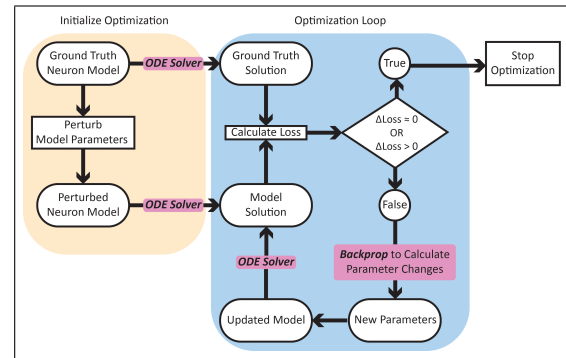 Initialize Optimization
Optimization Loop
Ground Truth
Neuron Model
ODE Solver
Ground Truth
Solution
True
Stop
Optimization
Perturb
Model Parameters
Calculate Loss
ΔLoss = 0
OR
ΔLoss > 0
Perturbed
Neuron Model
ODE Solver
Model
Solution
False
ODE Solver
Backprop to Calculate
Parameter Changes
Updated Model
New Parameters